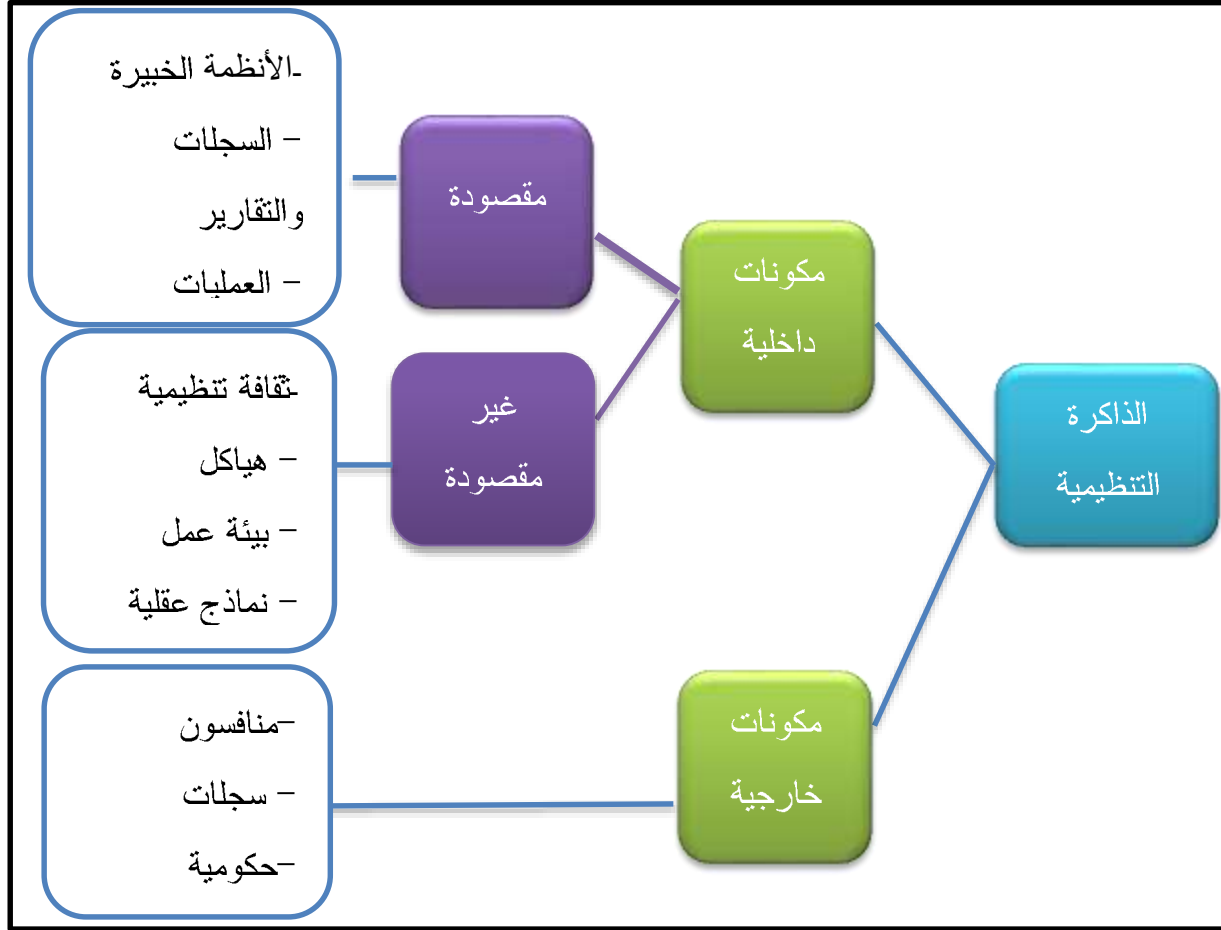 الذاكرة
التنظيمية
مكونات
داخلية
مقصودة
-الأنظمة الخبيرة
– السجلات
والتقارير
– العمليات
غير
مقصودة
-ثقافة تنظيمية
– هياكل
– بيئة عمل
– نماذج عقلية
مكونات
خارجية
–منافسون
– سجلات
–حكومية